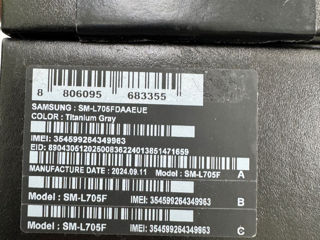 8 806095 683355
SAMSUNG : SM-L705FDAAEUE
COLOR : Titanium Gray
IMEI: 354599264349963
EID: 89043051202500836224013851471659
MANUFACTURE DATE : 2024.09.11 Model : SM-L705F A
Model : SM-L705F IMEI: 354599264349963 B
Model : SM-L705F IMEI: 354599264349963 C